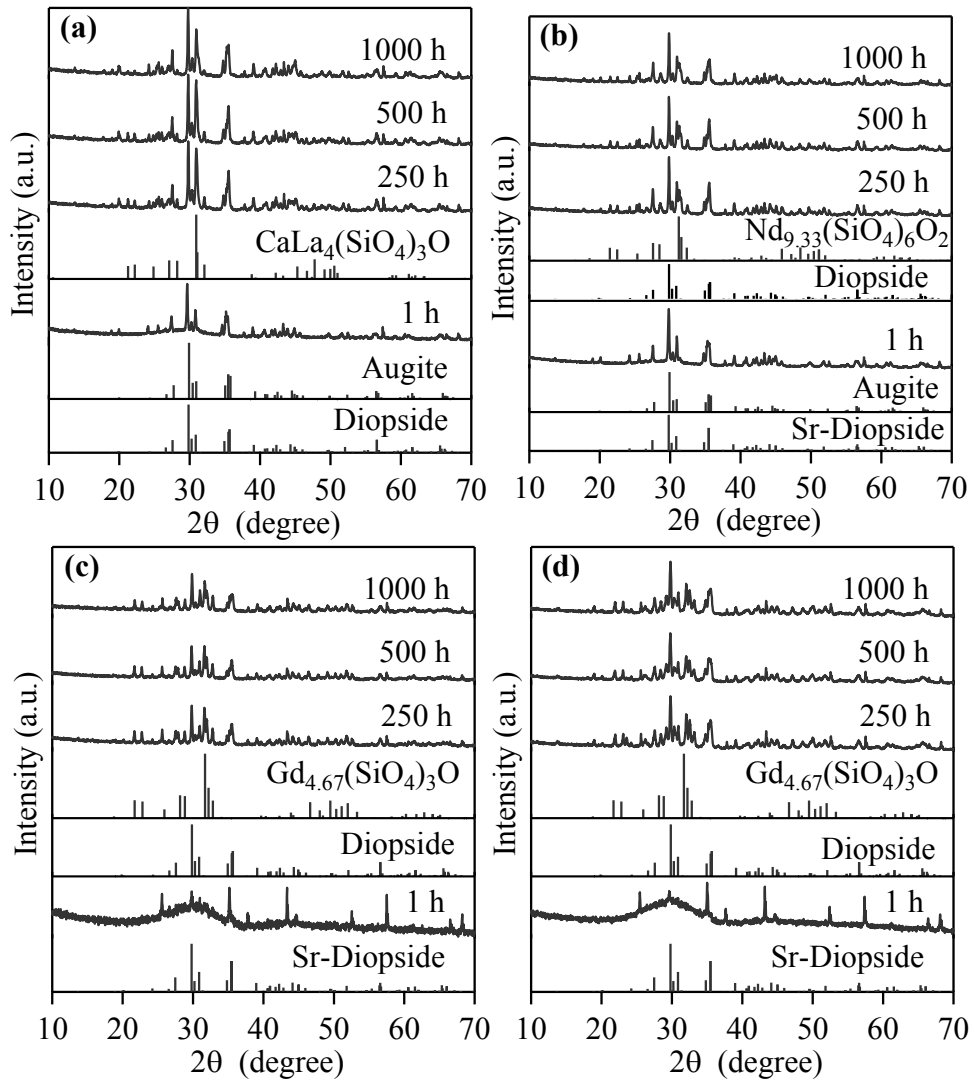 (a)
1000 h
500 h
250 h
CaLa₄(SiO₄)₃O
1 h
Augite
Diopside
Intensity (a.u.)
10 20 30 40 50 60 70
2θ (degree)
(b)
1000 h
500 h
250 h
Nd₉.₃₃(SiO₄)₆O₂
Diopside
1 h
Augite
Sr-Diopside
Intensity (a.u.)
10 20 30 40 50 60 70
2θ (degree)
(c)
1000 h
500 h
250 h
Gd₄.₆₇(SiO₄)₃O
Diopside
1 h
Sr-Diopside
Intensity (a.u.)
10 20 30 40 50 60 70
2θ (degree)
(d)
1000 h
500 h
250 h
Gd₄.₆₇(SiO₄)₃O
Diopside
1 h
Sr-Diopside
Intensity (a.u.)
10 20 30 40 50 60 70
2θ (degree)